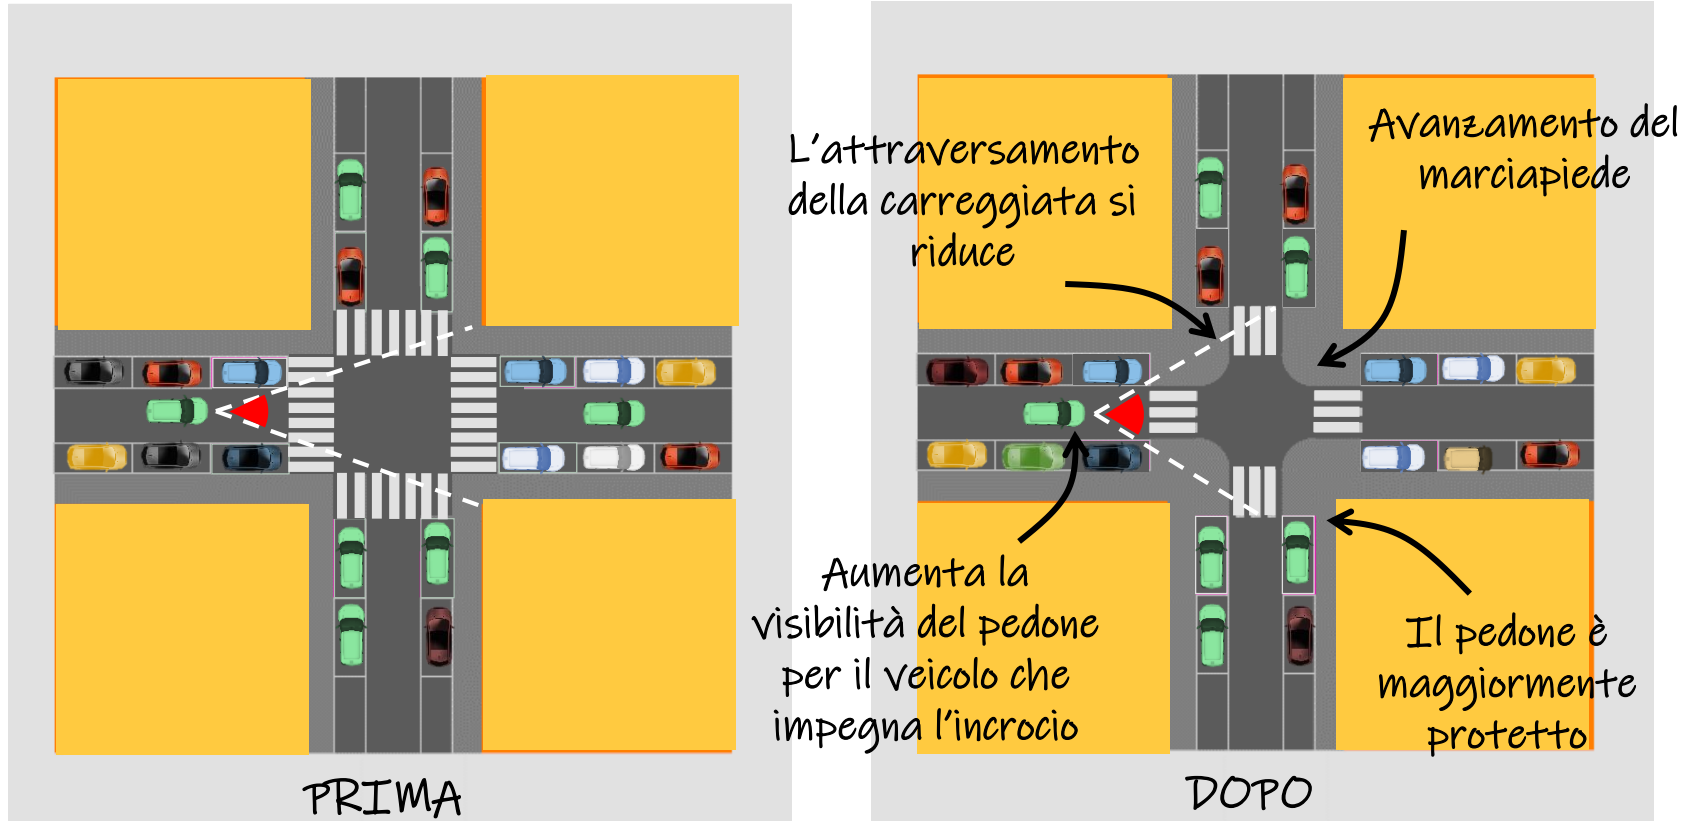 L'attraversamento
della carreggiata si
riduce
Avanzamento del
marciapiede
Aumenta la
visibilità del pedone
per il veicolo che
impegna l'incrocio
Il pedone è
maggiormente
protetto
PRIMA
DOPO